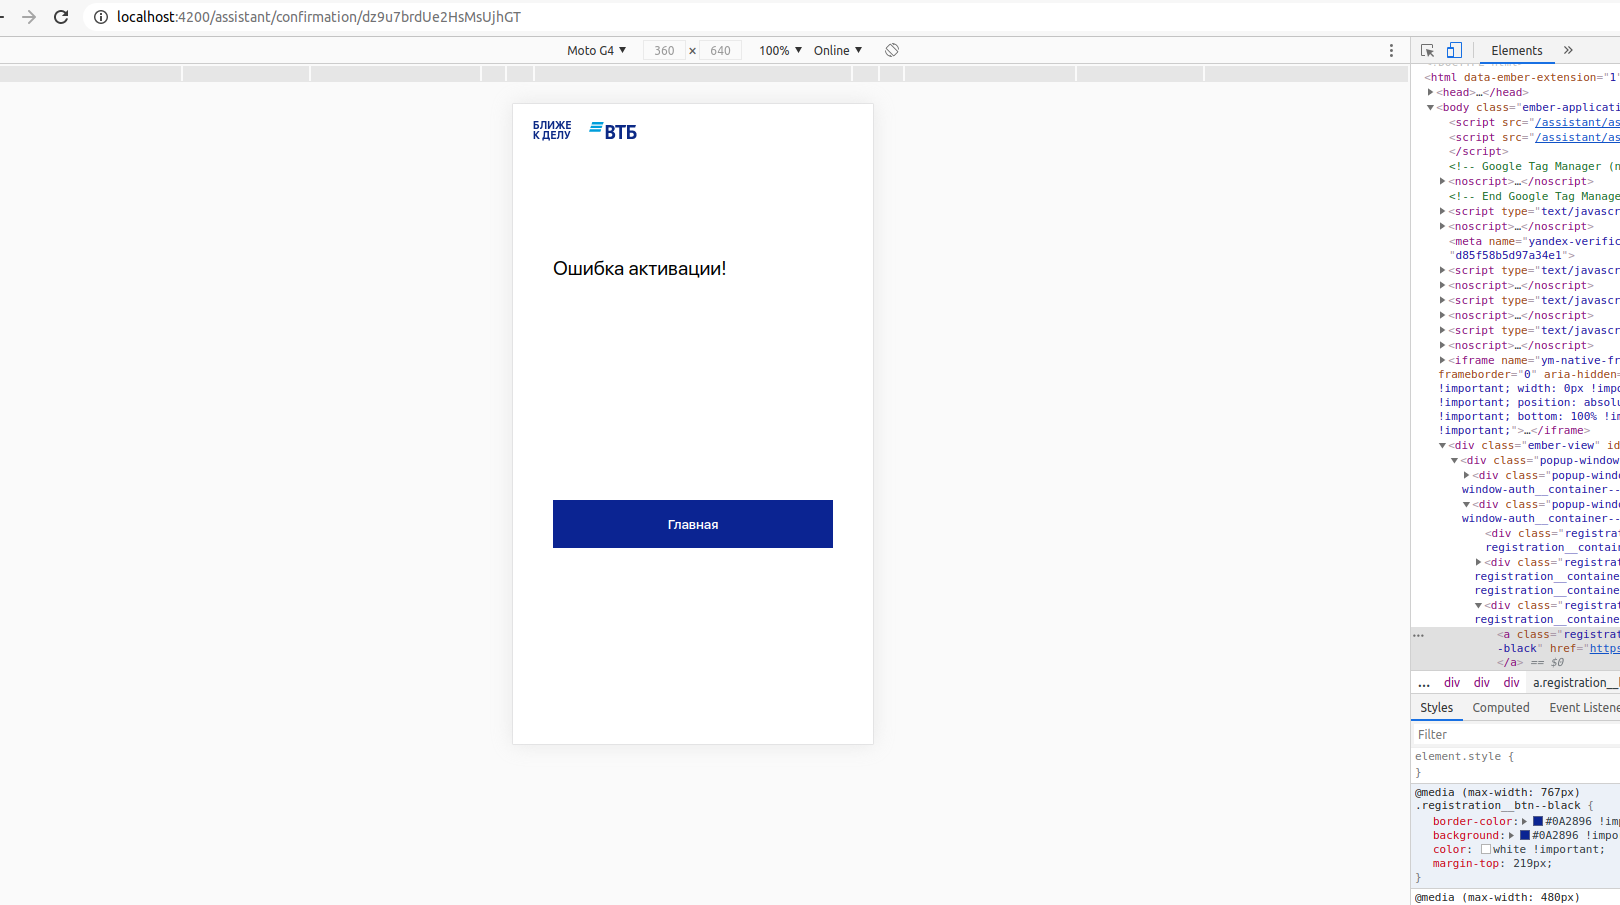 localhost:4200/assistant/confirmation/dz9u7brdUe2HsMsUjhGT
Moto G4 ▼ 360 × 640 100% ▼ Online ▼
Elements »
БЛИЖЕ
К ДЕЛУ
ВТБ
Ошибка активации!
Главная
<html data-ember-extension="1"
<head>…</head>
<body class="ember-applicati
<script src="/assistant/as
<script src="/assistant/as
</script>
<!-- Google Tag Manager (n
<noscript>…</noscript>
<!-- End Google Tag Manage
<script type="text/javascr
<noscript>…</noscript>
<meta name="yandex-verific
"d85f58b5d97a34e1">
<script type="text/javascr
<noscript>…</noscript>
<script type="text/javascr
<noscript>…</noscript>
<script type="text/javascr
<noscript>…</noscript>
<iframe name="ym-native-fr
frameborder="0" aria-hidden=
!important; width: 0px !impo
!important; position: absolu
!important; bottom: 100% !im
!important;">…</iframe>
<div class="ember-view" id
<div class="popup-window
<div class="popup-windo
window-auth__container--
<div class="popup-windo
window-auth__container--
<div class="registrat
registration__contain
<div class="registrat
registration__containe
registration__containe
<div class="registrat
registration__containe
<a class="registrat
-black" href="https
</a> == $0
... div div div a.registration__
Styles Computed Event Listene
Filter
element.style {
}
@media (max-width: 767px)
.registration__btn--black {
border-color: #0A2896 !imp
background: #0A2896 !impo
color: white !important;
margin-top: 219px;
}
@media (max-width: 480px)